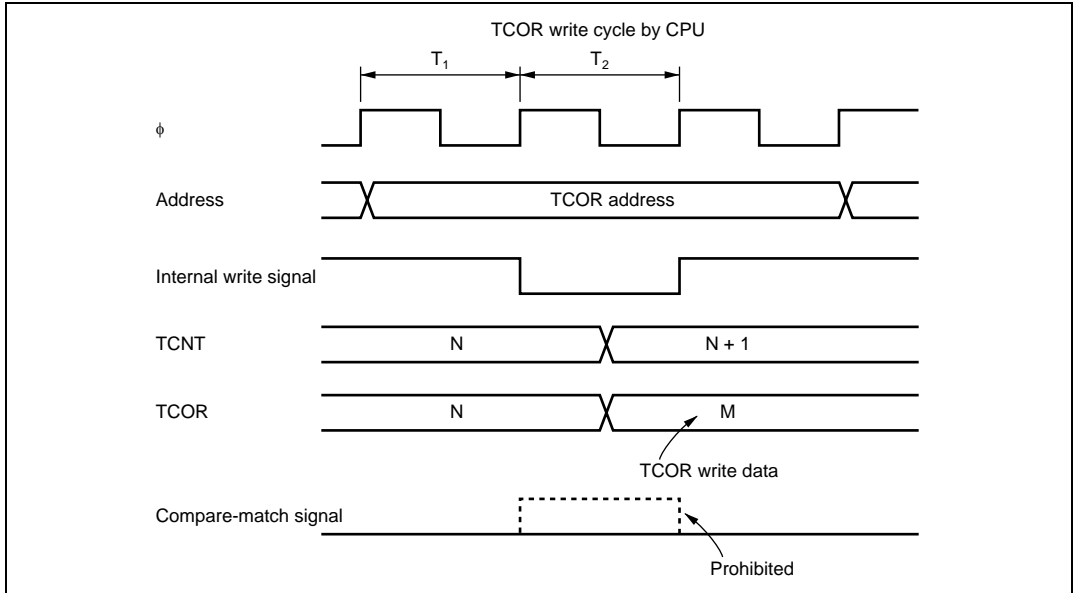 TCOR write cycle by CPU
T1 T2
ϕ
Address TCOR address
Internal write signal
TCNT N N + 1
TCOR N M
TCOR write data
Compare-match signal
Prohibited